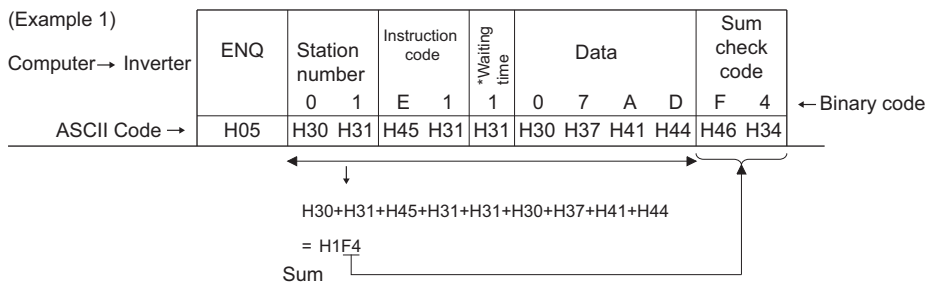 (Example 1)
Computer→ Inverter
ENQ
Station
number
Instruction
code
*Waiting
time
Data
Sum
check
code
0 1 E 1 1 0 7 A D F 4 ←Binary code
ASCII Code → H05 H30 H31 H45 H31 H31 H30 H37 H41 H44 H46 H34
H30+H31+H45+H31+H31+H30+H37+H41+H44
= H1F4
Sum